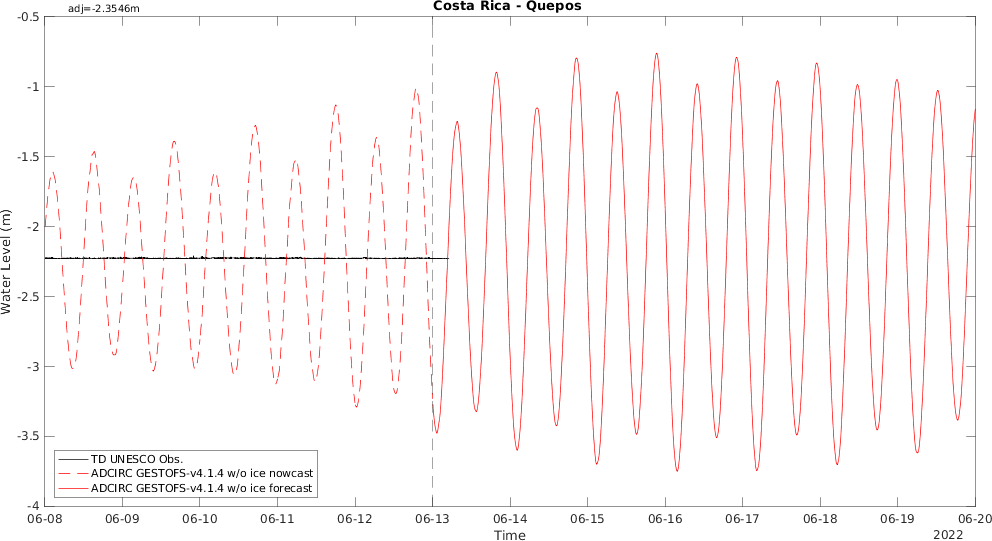 adj=-2.3546m
Costa Rica - Quepos
-0.5
-1
-1.5
-2
-2.5
-3
-3.5
-4
Water Level (m)
TD UNESCO Obs.
ADCIRC GESTOFS-v4.1.4 w/o ice nowcast
ADCIRC GESTOFS-v4.1.4 w/o ice forecast
06-08 06-09 06-10 06-11 06-12 06-13 06-14 06-15 06-16 06-17 06-18 06-19 06-20
Time
2022